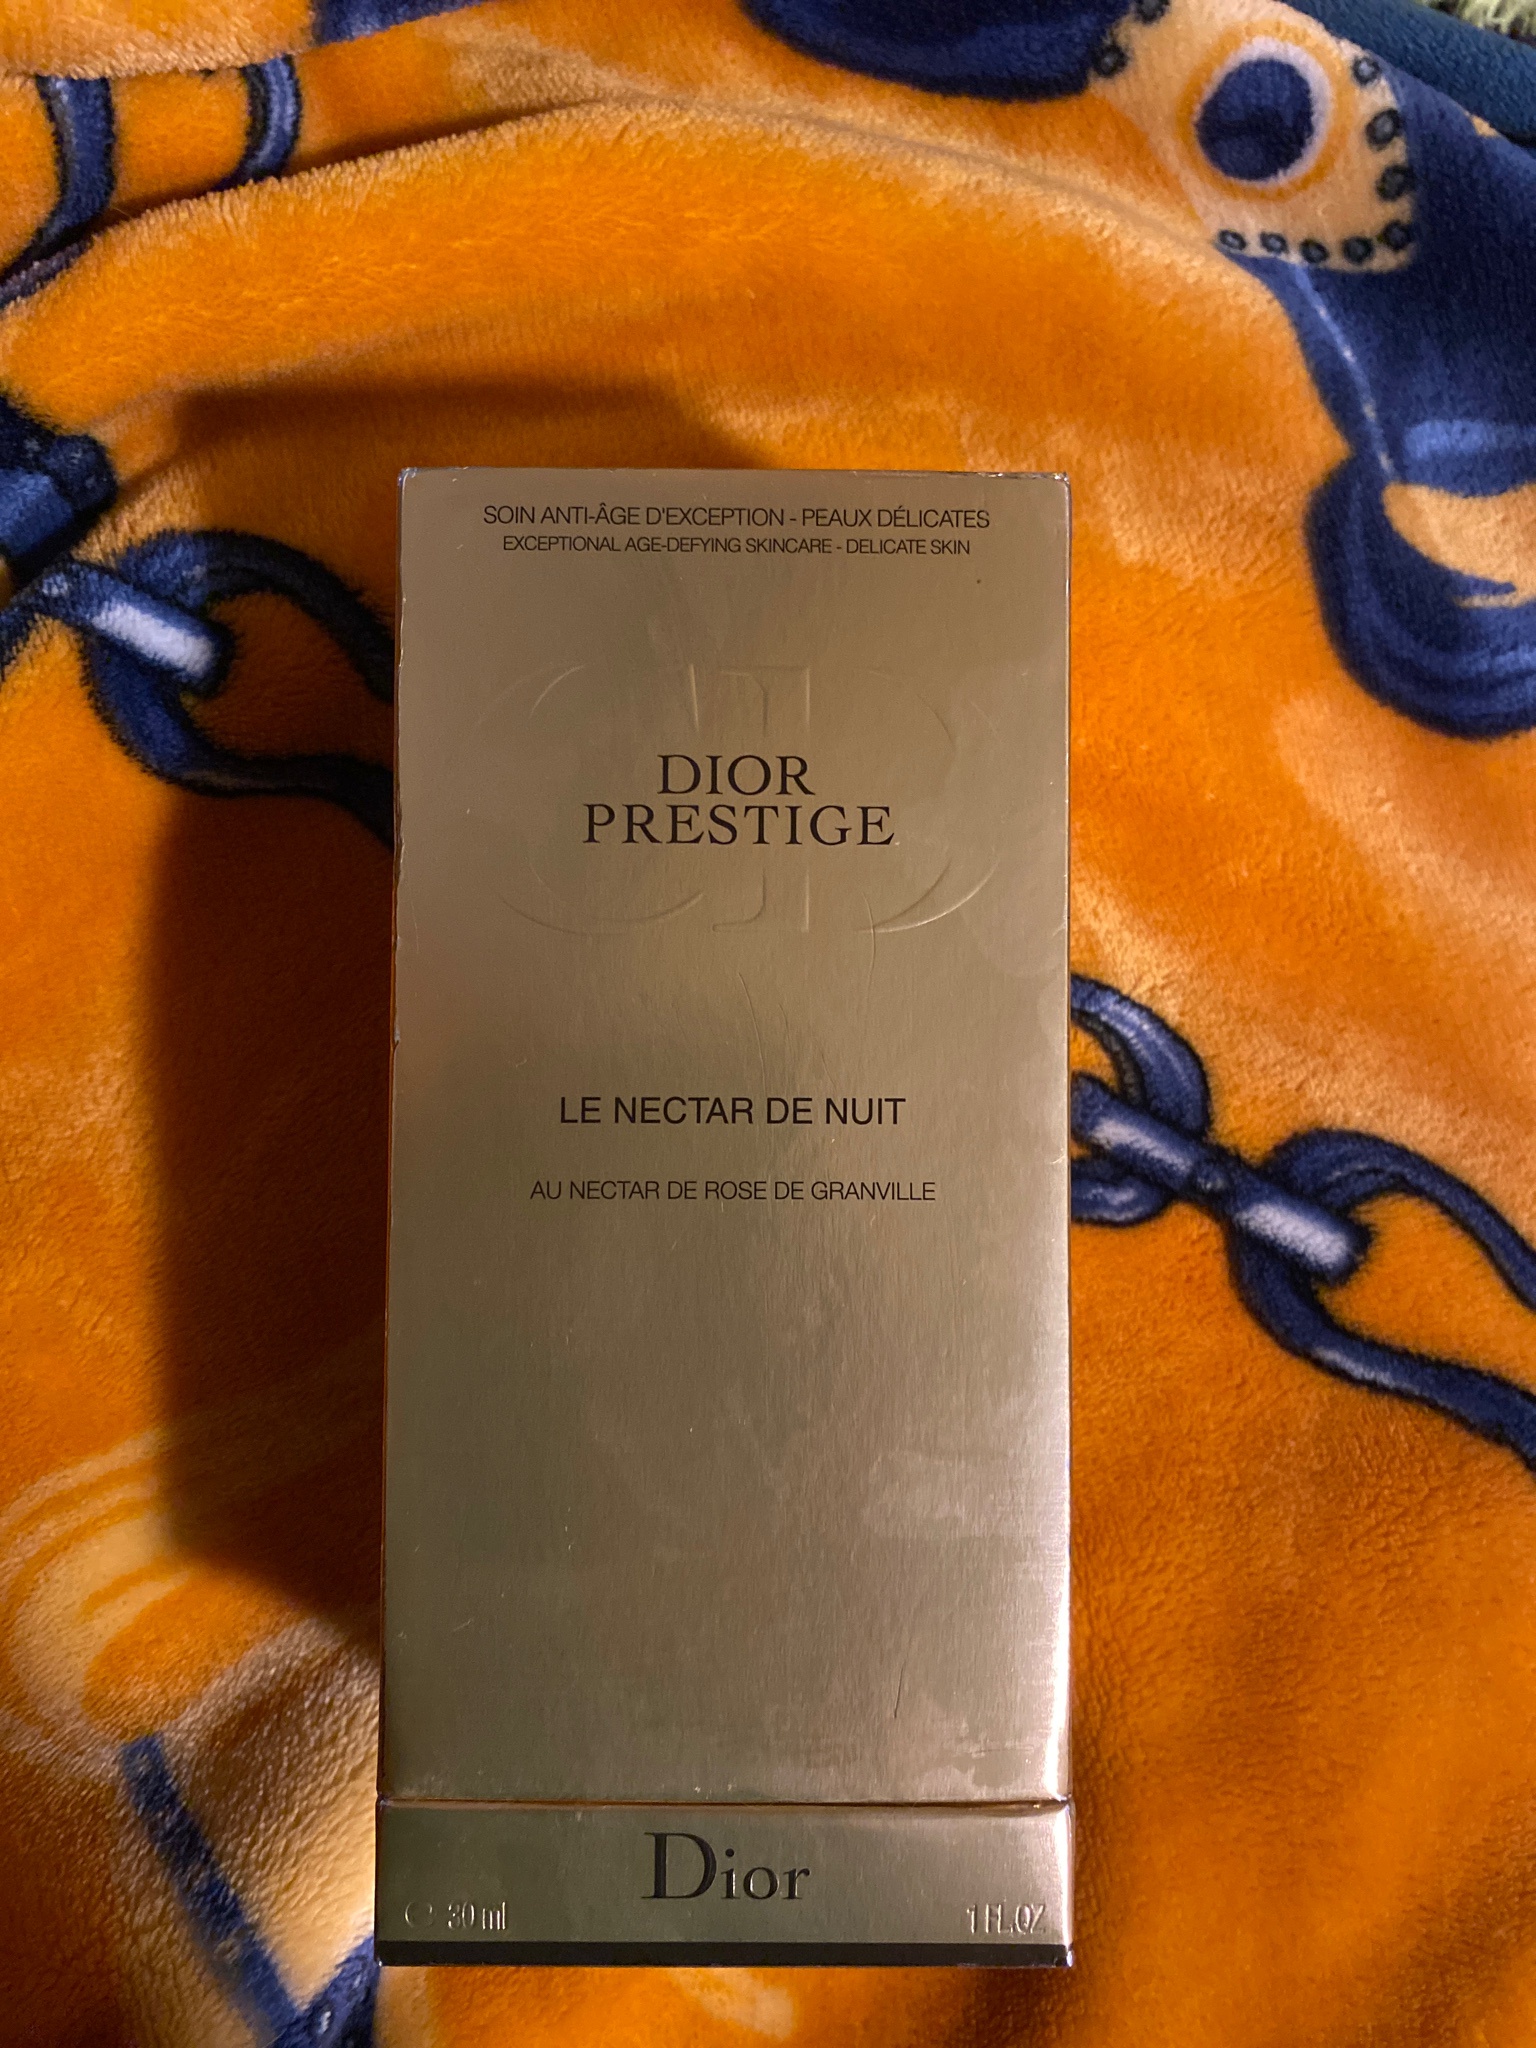 SOIN ANTI-ÂGE D'EXCEPTION - PEAUX DÉLICATES
EXCEPTIONAL AGE-DEFYING SKINCARE - DELICATE SKIN
CD
DIOR
PRESTIGE
LE NECTAR DE NUIT
AU NECTAR DE ROSE DE GRANVILLE
Dior
℮ 30 ml 1 FL.OZ.